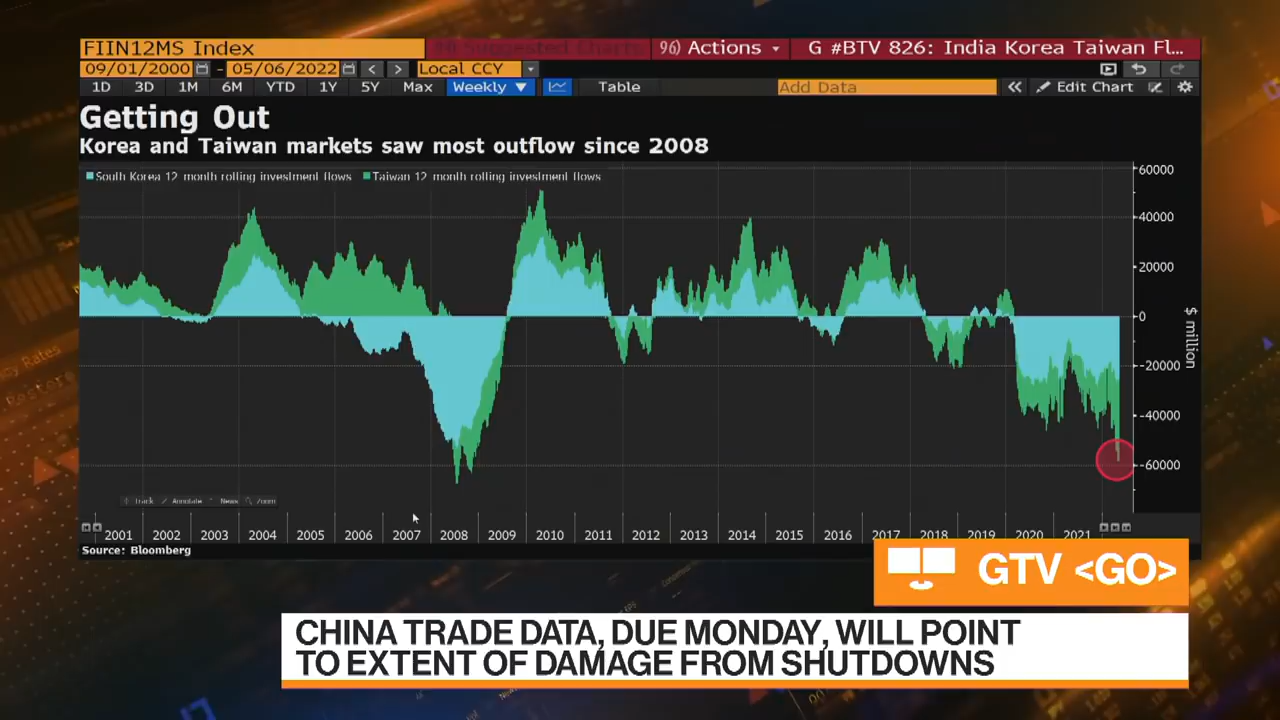 FIIN12MS Index
96) Actions
G #BTV 826: India Korea Taiwan Fl...
09/01/2000 - 05/06/2022 < > Local CCY
1D 3D 1M 6M YTD 1Y 5Y Max Weekly Table Add Data Edit Chart
Getting Out
Korea and Taiwan markets saw most outflow since 2008
South Korea 12 month rolling investment flows
Taiwan 12 month rolling investment flows
60000
40000
20000
0
-20000
-40000
-60000
$ million
Track Annotate News Zoom
2001 2002 2003 2004 2005 2006 2007 2008 2009 2010 2011 2012 2013 2014 2015 2016 2017 2018 2019 2020 2021
Source: Bloomberg
GTV <GO>
CHINA TRADE DATA, DUE MONDAY, WILL POINT
TO EXTENT OF DAMAGE FROM SHUTDOWNS